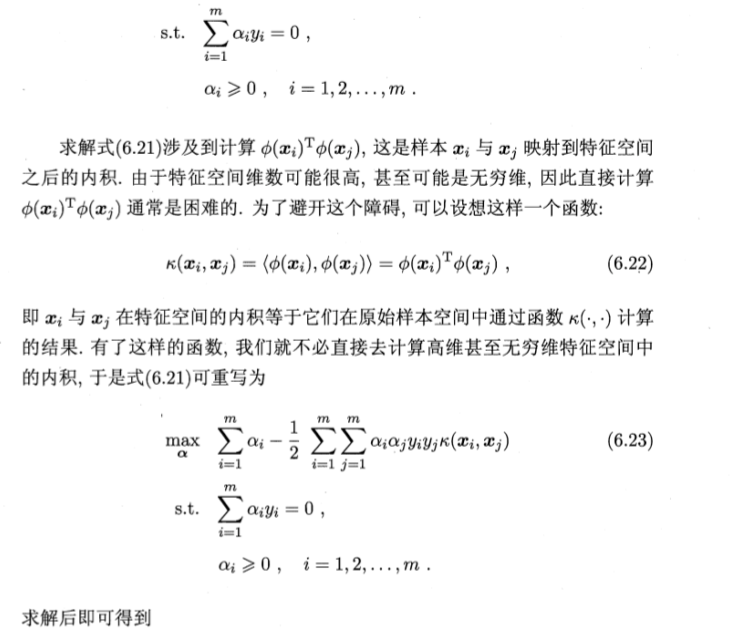 s.t. $\sum_{i=1}^{m} \alpha_i y_i = 0$ ,
$\alpha_i \geqslant 0$ , $i = 1, 2, \ldots, m$ .
求解式(6.21)涉及到计算 $\phi(\boldsymbol{x}_i)^{\mathrm{T}}\phi(\boldsymbol{x}_j)$, 这是样本 $\boldsymbol{x}_i$ 与 $\boldsymbol{x}_j$ 映射到特征空间
之后的内积. 由于特征空间维数可能很高, 甚至可能是无穷维, 因此直接计算
$\phi(\boldsymbol{x}_i)^{\mathrm{T}}\phi(\boldsymbol{x}_j)$ 通常是困难的. 为了避开这个障碍, 可以设想这样一个函数:
$\kappa(\boldsymbol{x}_i, \boldsymbol{x}_j) = \langle \phi(\boldsymbol{x}_i), \phi(\boldsymbol{x}_j) \rangle = \phi(\boldsymbol{x}_i)^{\mathrm{T}}\phi(\boldsymbol{x}_j)$ , (6.22)
即 $\boldsymbol{x}_i$ 与 $\boldsymbol{x}_j$ 在特征空间的内积等于它们在原始样本空间中通过函数 $\kappa(\cdot, \cdot)$ 计算
的结果. 有了这样的函数, 我们就不必直接去计算高维甚至无穷维特征空间中
的内积, 于是式(6.21)可重写为
$\max_{\boldsymbol{\alpha}} \sum_{i=1}^{m} \alpha_i - \frac{1}{2} \sum_{i=1}^{m} \sum_{j=1}^{m} \alpha_i \alpha_j y_i y_j \kappa(\boldsymbol{x}_i, \boldsymbol{x}_j)$ (6.23)
s.t. $\sum_{i=1}^{m} \alpha_i y_i = 0$ ,
$\alpha_i \geqslant 0$ , $i = 1, 2, \ldots, m$ .
求解后即可得到